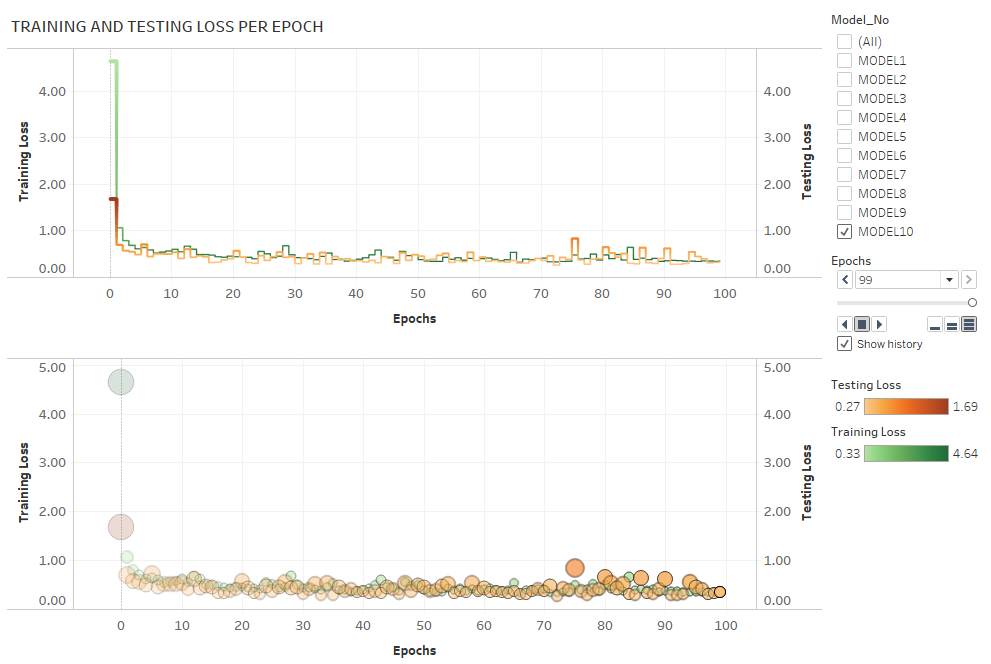 TRAINING AND TESTING LOSS PER EPOCH
Training Loss
4.00
3.00
2.00
1.00
0.00
4.00
3.00
2.00
1.00
0.00
Testing Loss
0 10 20 30 40 50 60 70 80 90 100
Epochs
Training Loss
5.00
4.00
3.00
2.00
1.00
0.00
5.00
4.00
3.00
2.00
1.00
0.00
Testing Loss
0 10 20 30 40 50 60 70 80 90 100
Epochs
Model_No
(All)
MODEL1
MODEL2
MODEL3
MODEL4
MODEL5
MODEL6
MODEL7
MODEL8
MODEL9
MODEL10
Epochs
99
Show history
Testing Loss
0.27 1.69
Training Loss
0.33 4.64